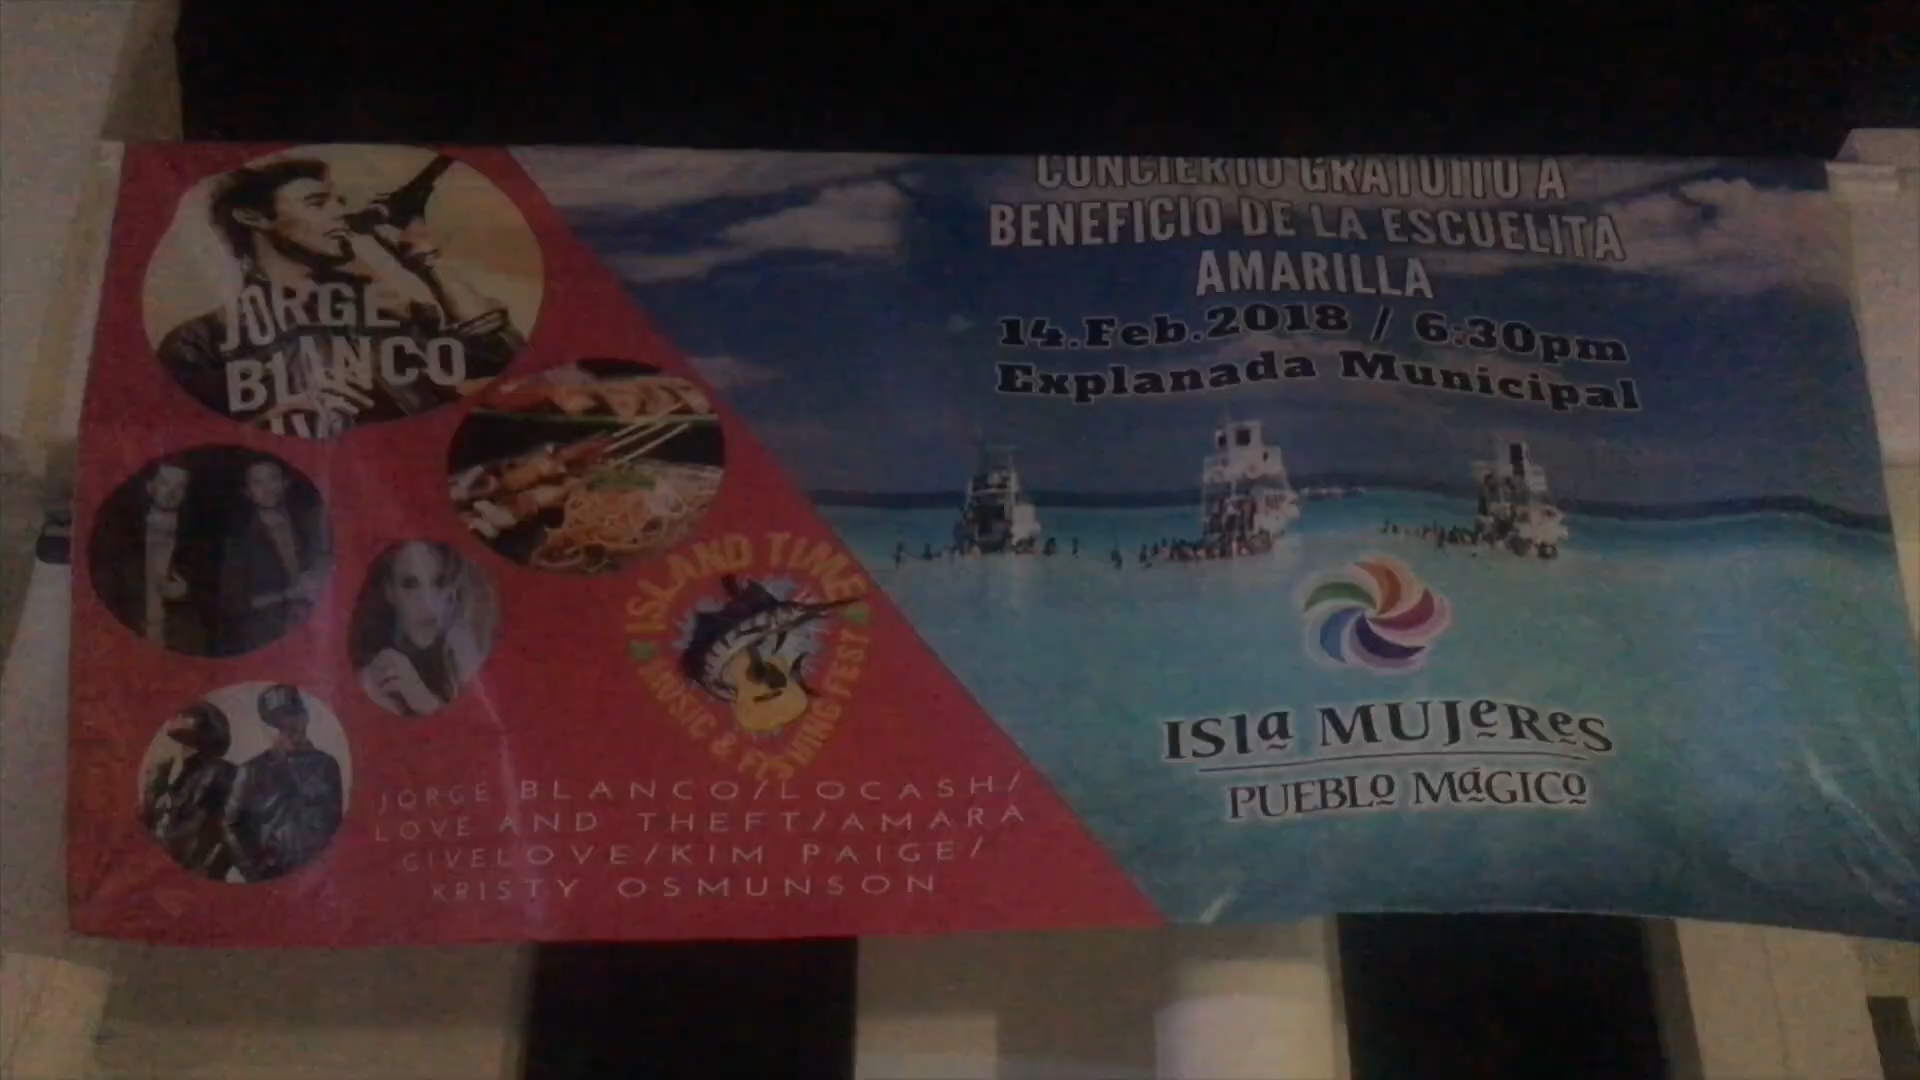 CONCIERTO GRATUITO A
BENEFICIO DE LA ESCUELITA
AMARILLA
14.Feb.2018 / 6:30pm
Explanada Municipal
JORGE
BLANCO
ISLAND TIME
MUSIC & FISHING FEST
JORGE BLANCO/LOCASH/
LOVE AND THEFT/AMARA
GIVELOVE/KIM PAIGE/
KRISTY OSMUNSON
ISla MUJeRes
PUEBLO MáGICO